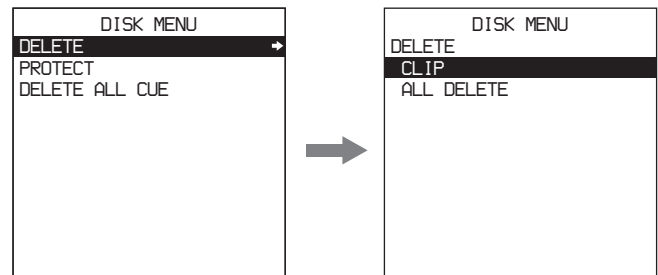 DISK MENU
DELETE
PROTECT
DELETE ALL CUE
DISK MENU
DELETE
CLIP
ALL DELETE